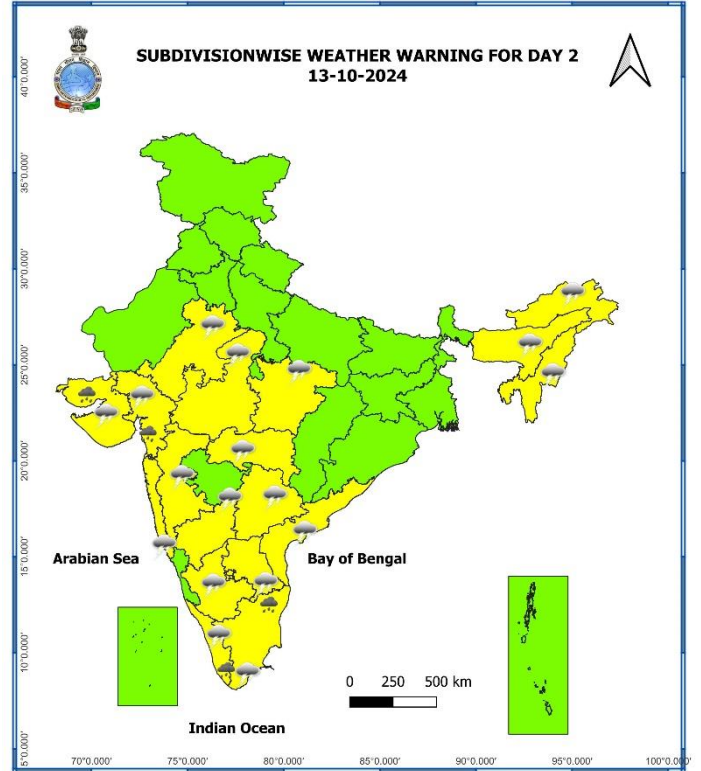 SUBDIVISIONWISE WEATHER WARNING FOR DAY 2
13-10-2024
40°0.000'
35°0.000'
30°0.000'
25°0.000'
20°0.000'
15°0.000'
10°0.000'
5°0.000'
Arabian Sea
Bay of Bengal
0 250 500 km
Indian Ocean
70°0.000' 75°0.000' 80°0.000' 85°0.000' 90°0.000' 95°0.000' 100°0.000'